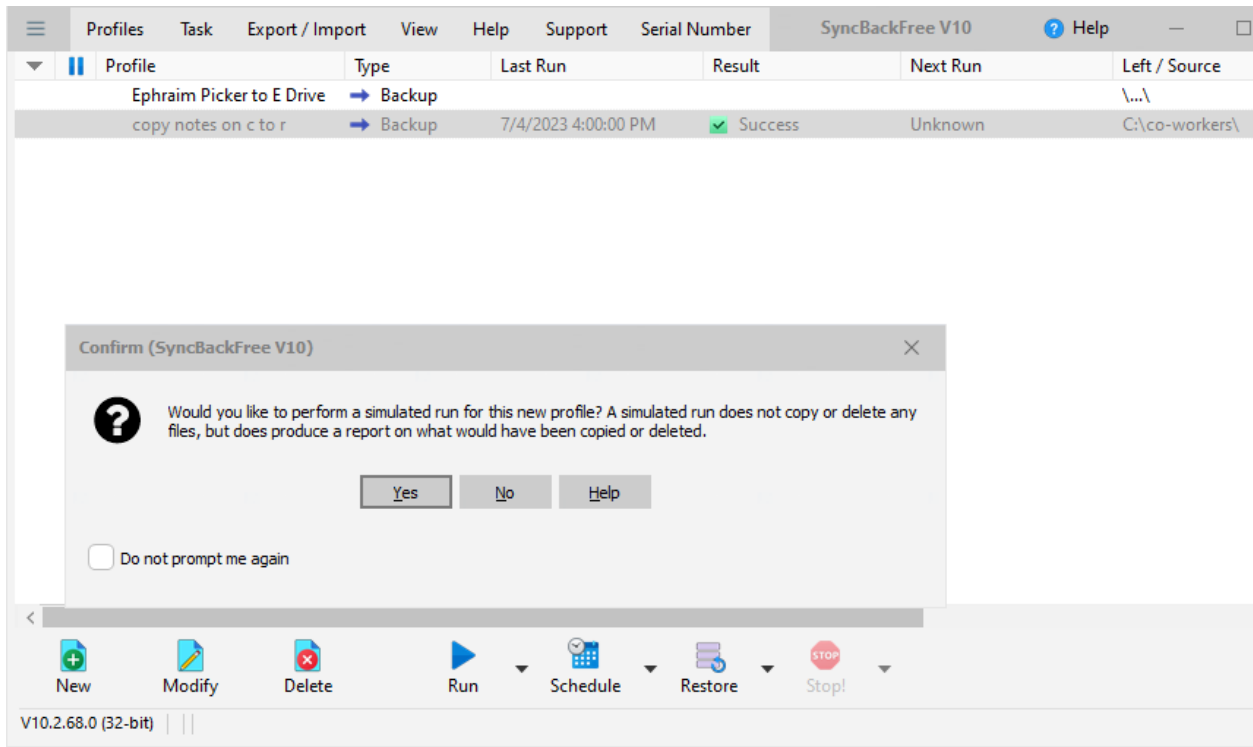 Profiles Task Export / Import View Help Support Serial Number SyncBackFree V10 ? Help
Profile Type Last Run Result Next Run Left / Source
Ephraim Picker to E Drive Backup \...\
copy notes on c to r Backup 7/4/2023 4:00:00 PM Success Unknown C:\co-workers\
Confirm (SyncBackFree V10)
Would you like to perform a simulated run for this new profile? A simulated run does not copy or delete any
files, but does produce a report on what would have been copied or deleted.
Yes No Help
Do not prompt me again
STOP
New Modify Delete Run Schedule Restore Stop!
V10.2.68.0 (32-bit)